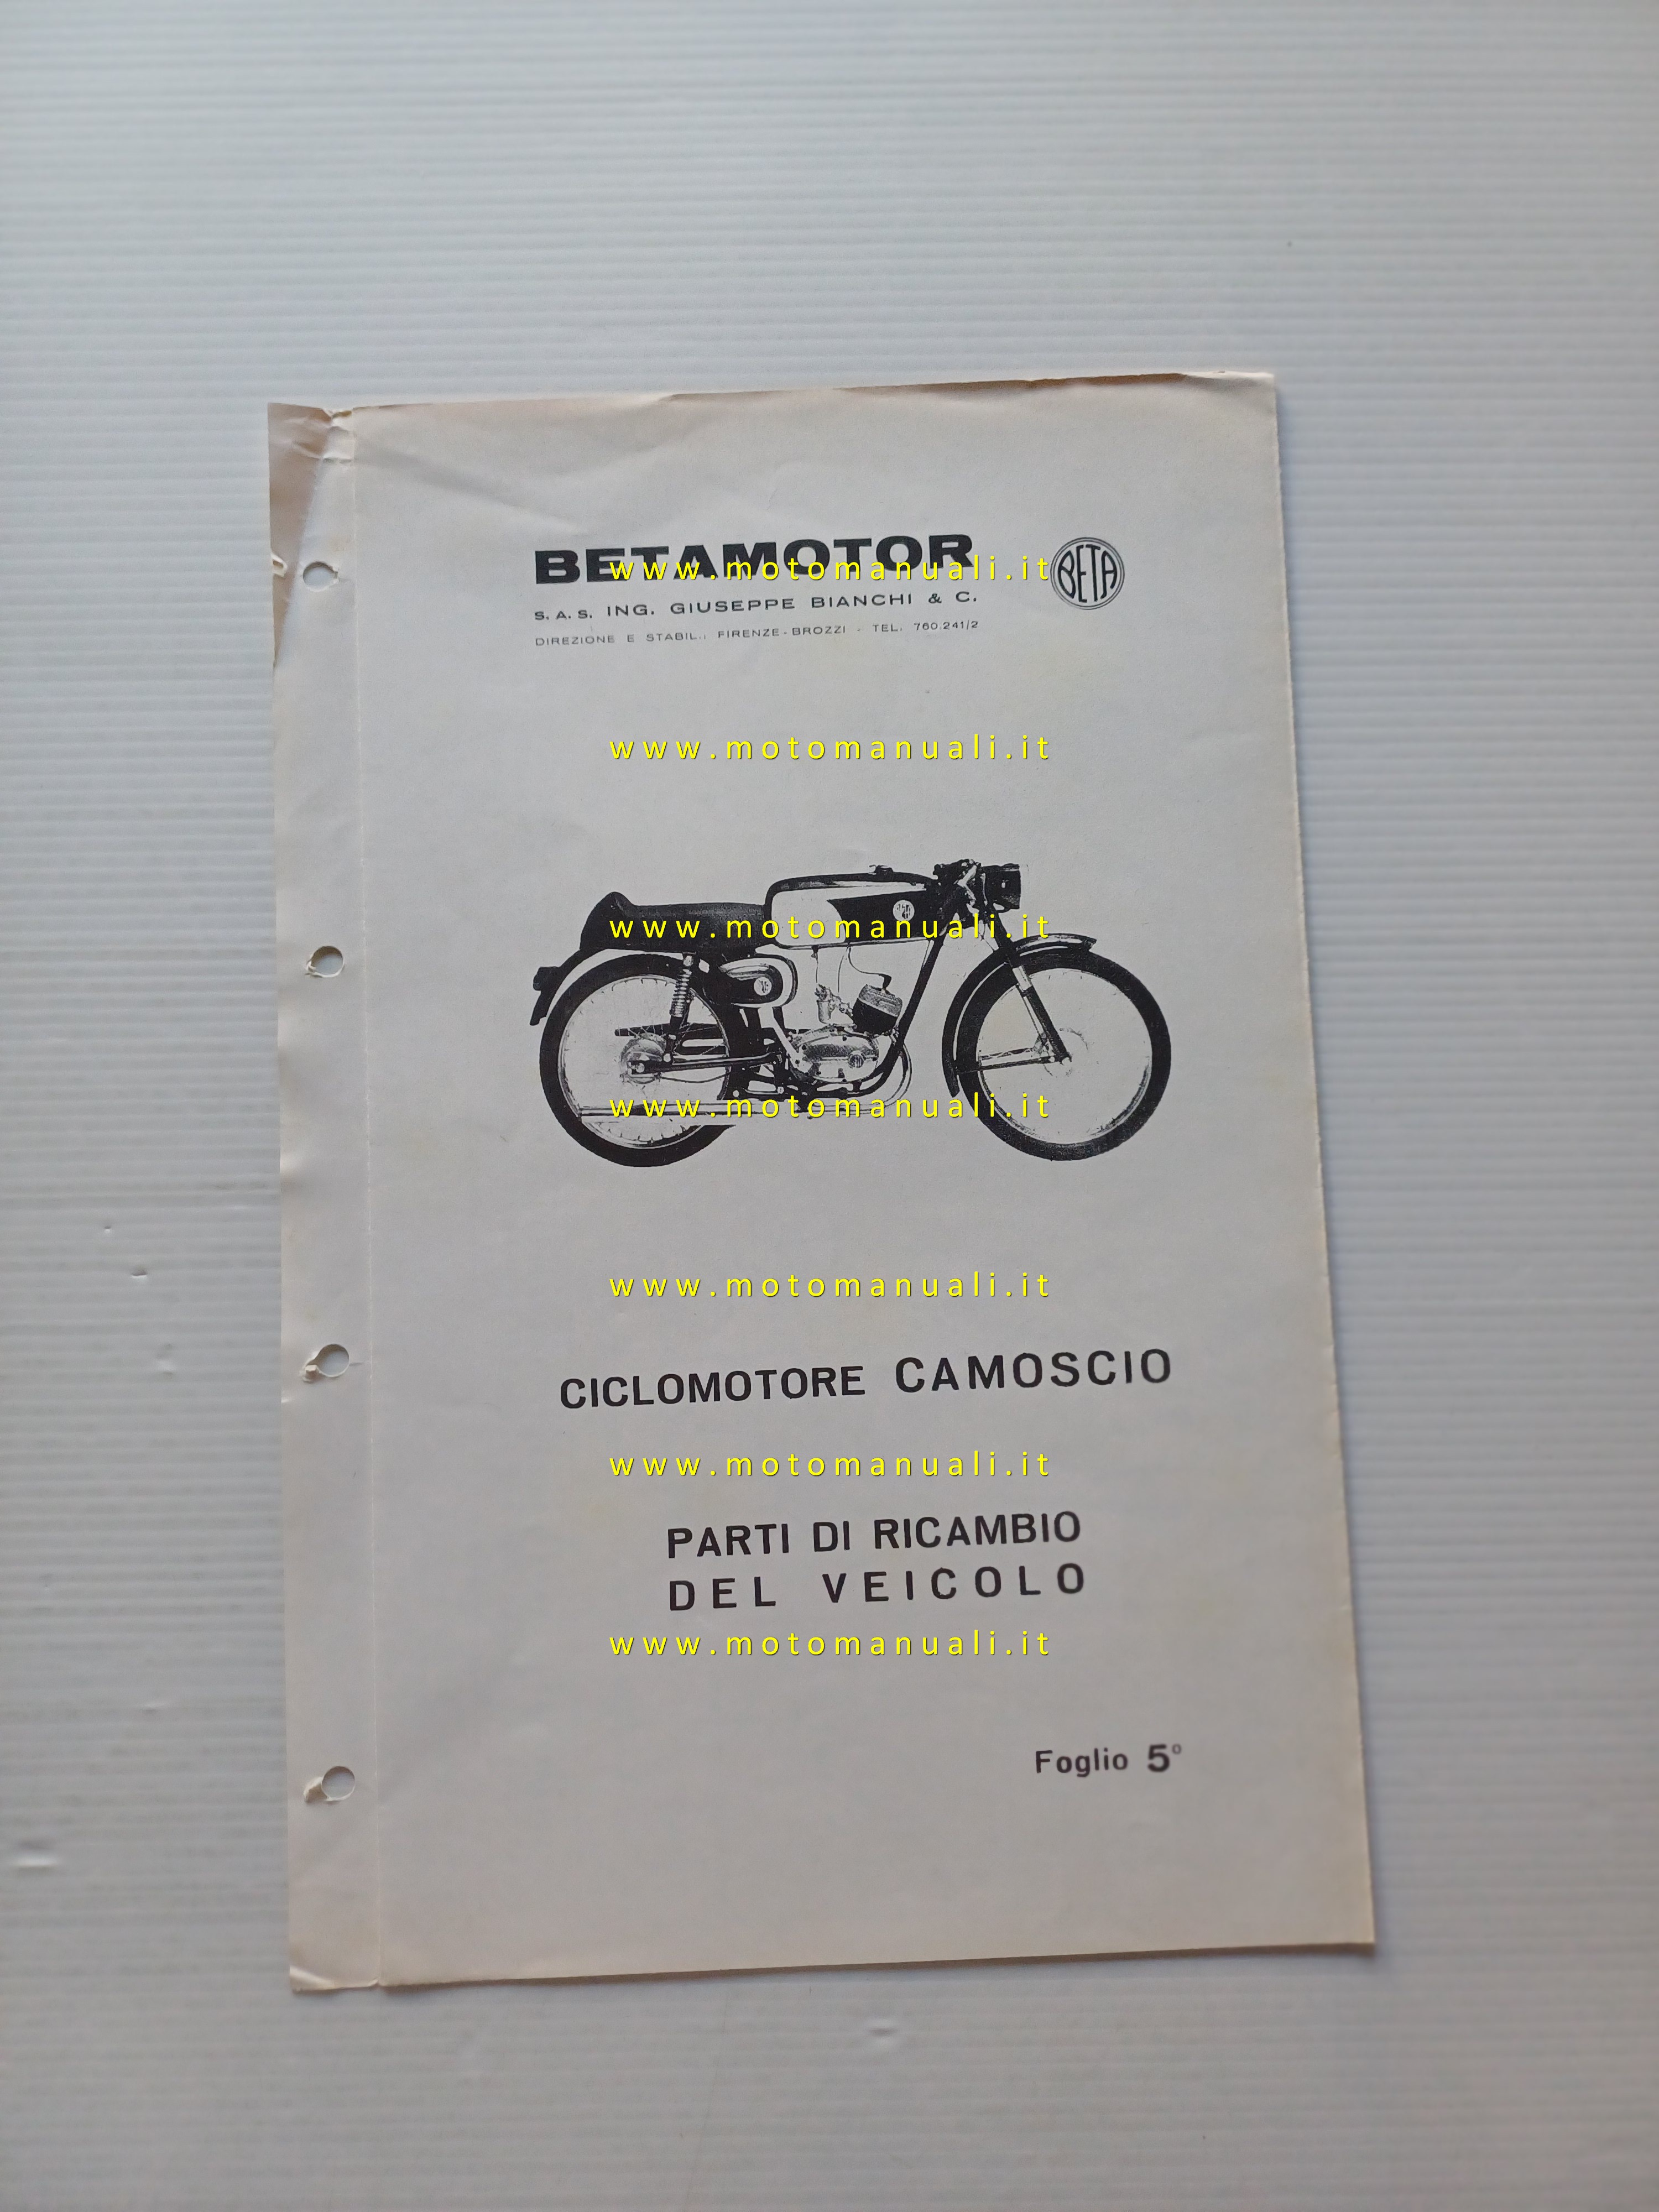 BETAMOTOR
BETA
www.motomanuali.it
S.A.S. ING. GIUSEPPE BIANCHI & C.
DIREZIONE E STABIL.: FIRENZE-BROZZI - TEL. 760.241/2
www.motomanuali.it
www.motomanuali.it
www.motomanuali.it
www.motomanuali.it
CICLOMOTORE CAMOSCIO
www.motomanuali.it
PARTI DI RICAMBIO
DEL VEICOLO
www.motomanuali.it
Foglio 5°